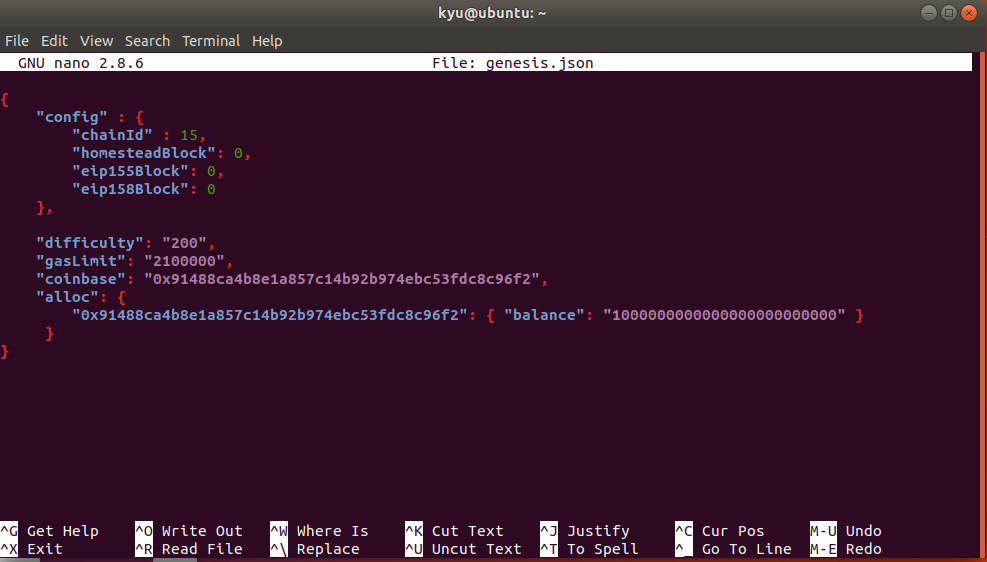 kyu@ubuntu: ~
File Edit View Search Terminal Help
GNU nano 2.8.6 File: genesis.json
{
    "config" : {
        "chainId" : 15,
        "homesteadBlock": 0,
        "eip155Block": 0,
        "eip158Block": 0
    },
    "difficulty": "200",
    "gasLimit": "2100000",
    "coinbase": "0x91488ca4b8e1a857c14b92b974ebc53fdc8c96f2",
    "alloc": {
        "0x91488ca4b8e1a857c14b92b974ebc53fdc8c96f2": { "balance": "1000000000000000000000000" }
     }
}
^G Get Help ^O Write Out ^W Where Is ^K Cut Text ^J Justify ^C Cur Pos M-U Undo
^X Exit ^R Read File ^\ Replace ^U Uncut Text ^T To Spell ^_ Go To Line M-E Redo